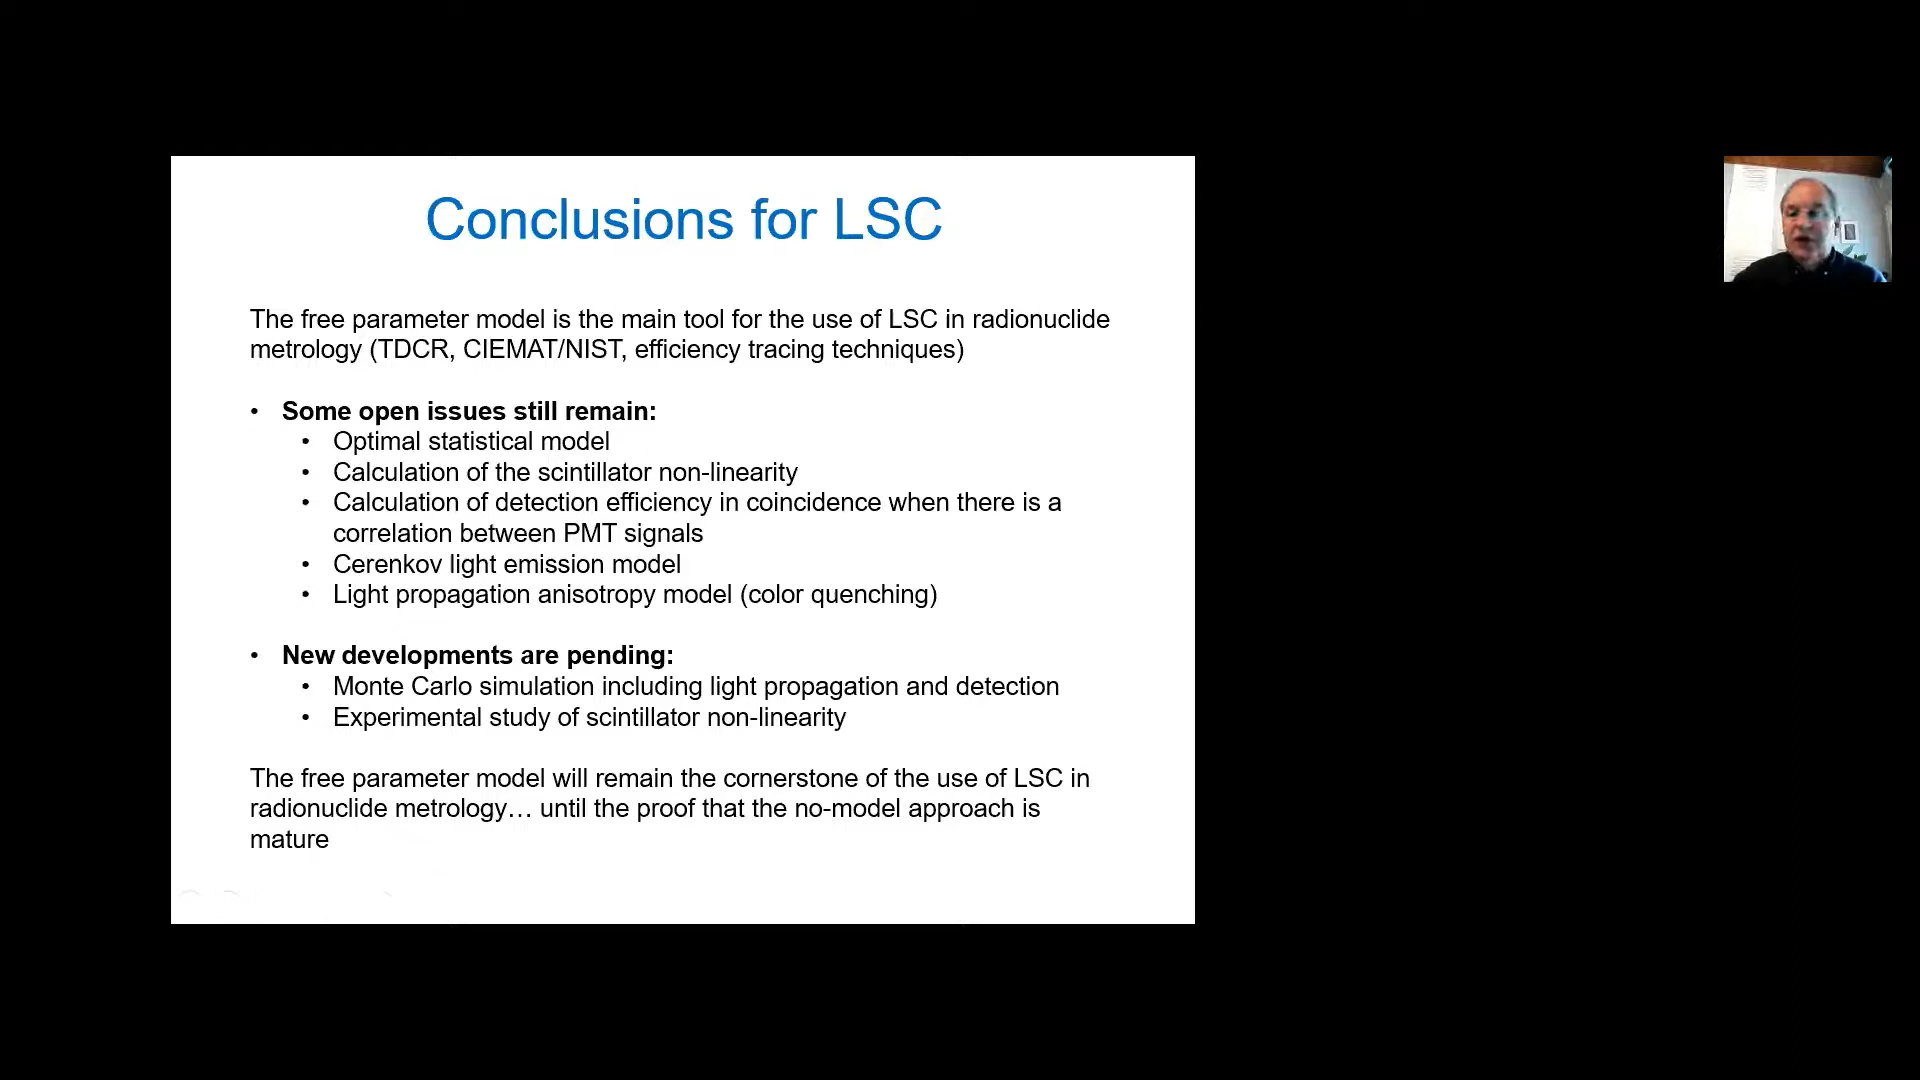 Conclusions for LSC
The free parameter model is the main tool for the use of LSC in radionuclide
metrology (TDCR, CIEMAT/NIST, efficiency tracing techniques)
• Some open issues still remain:
• Optimal statistical model
• Calculation of the scintillator non-linearity
• Calculation of detection efficiency in coincidence when there is a
correlation between PMT signals
• Cerenkov light emission model
• Light propagation anisotropy model (color quenching)
• New developments are pending:
• Monte Carlo simulation including light propagation and detection
• Experimental study of scintillator non-linearity
The free parameter model will remain the cornerstone of the use of LSC in
radionuclide metrology… until the proof that the no-model approach is
mature